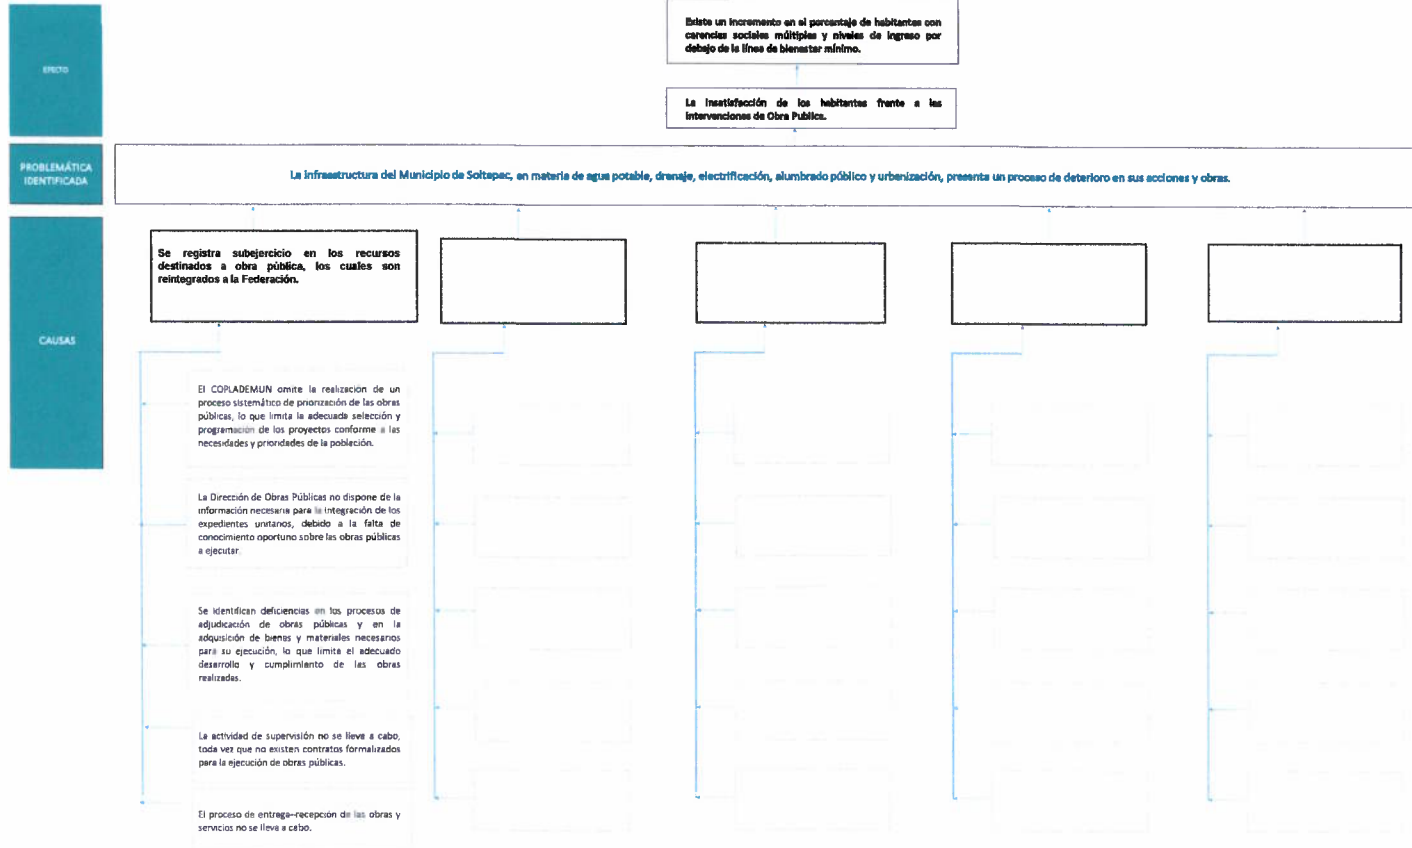 EFECTO
Existe un incremento en el porcentaje de habitantes con
carencias sociales múltiples y niveles de ingreso por
debajo de la línea de bienestar mínimo.
La insatisfacción de los habitantes frente a las
intervenciones de Obra Publica.
PROBLEMÁTICA
IDENTIFICADA
La infraestructura del Municipio de Soltepec, en materia de agua potable, drenaje, electrificación, alumbrado público y urbanización, presenta un proceso de deterioro en sus acciones y obras.
CAUSAS
Se registra subejercicio en los recursos
destinados a obra pública, los cuales son
reintegrados a la Federación.
El COPLADEMUN omite la realización de un
proceso sistemático de priorización de las obras
públicas, lo que limita la adecuada selección y
programación de los proyectos conforme a las
necesidades y prioridades de la población.
La Dirección de Obras Públicas no dispone de la
información necesaria para la integración de los
expedientes unitarios, debido a la falta de
conocimiento oportuno sobre las obras públicas
a ejecutar.
Se identifican deficiencias en los procesos de
adjudicación de obras públicas y en la
adquisición de bienes y materiales necesarios
para su ejecución, lo que limita el adecuado
desarrollo y cumplimiento de las obras
realizadas.
La actividad de supervisión no se lleve a cabo,
toda vez que no existen contratos formalizados
para la ejecución de obras públicas.
El proceso de entrega-recepción de las obras y
servicios no se lleve a cabo.